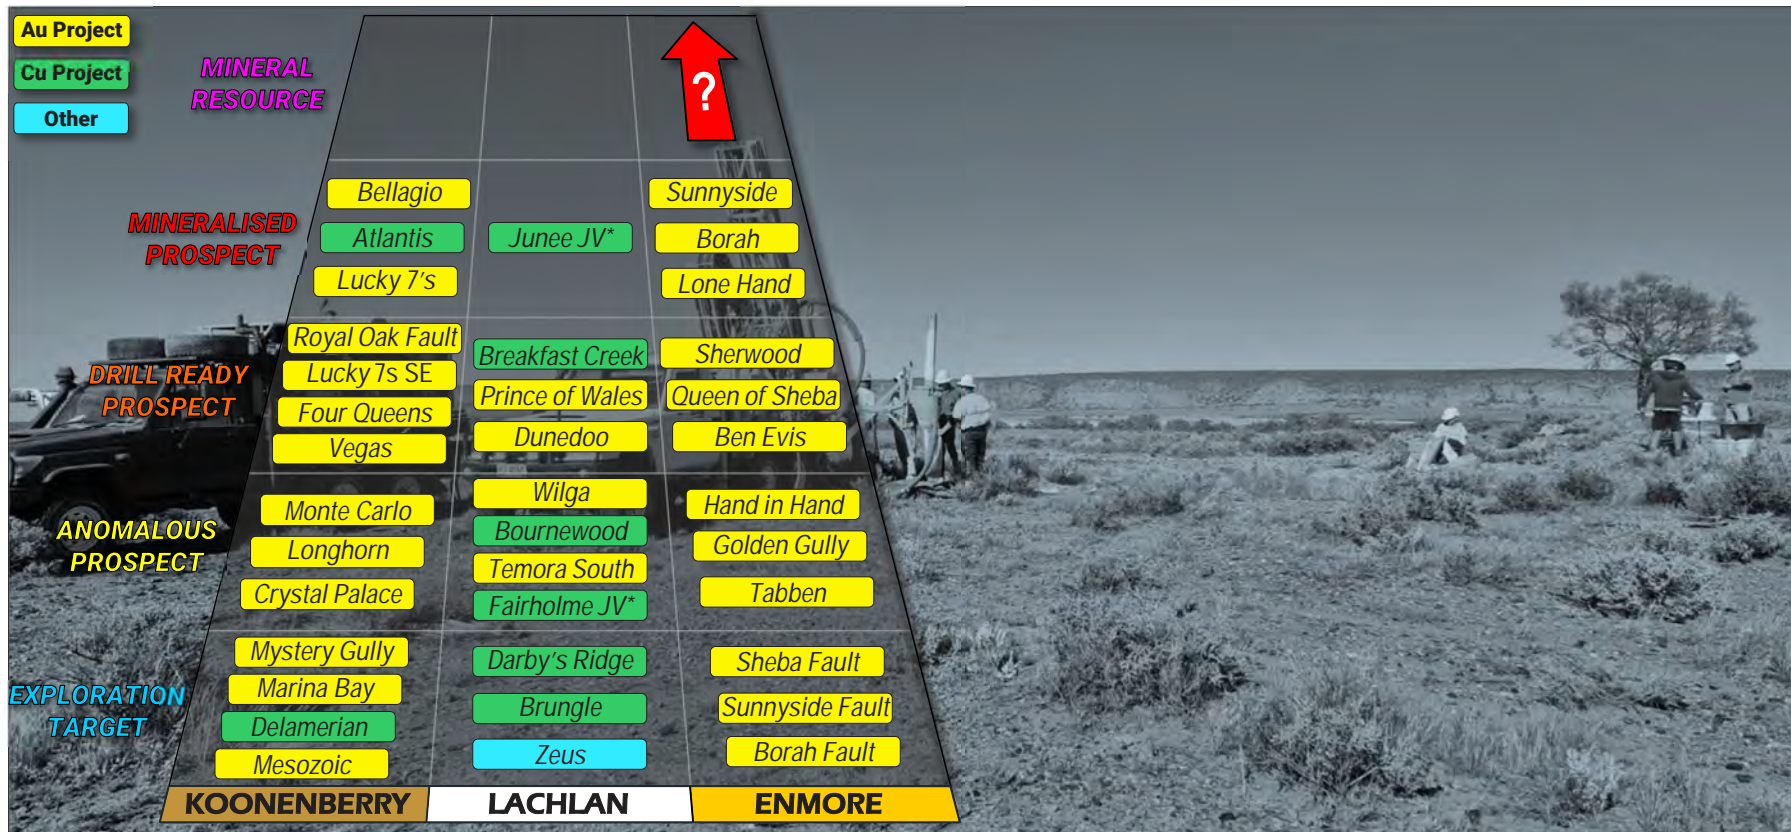 Au Project
Cu Project
Other
MINERAL
RESOURCE
?
MINERALISED
PROSPECT
Bellagio
Atlantis
Lucky 7's
Junee JV*
Sunnyside
Borah
Lone Hand
DRILL READY
PROSPECT
Royal Oak Fault
Lucky 7s SE
Four Queens
Vegas
Breakfast Creek
Prince of Wales
Dunedoo
Sherwood
Queen of Sheba
Ben Evis
ANOMALOUS
PROSPECT
Monte Carlo
Longhorn
Crystal Palace
Wilga
Bournewood
Temora South
Fairholme JV*
Hand in Hand
Golden Gully
Tabben
EXPLORATION
TARGET
Mystery Gully
Marina Bay
Delamerian
Mesozoic
Darby's Ridge
Brungle
Zeus
Sheba Fault
Sunnyside Fault
Borah Fault
KOONENBERRY
LACHLAN
ENMORE